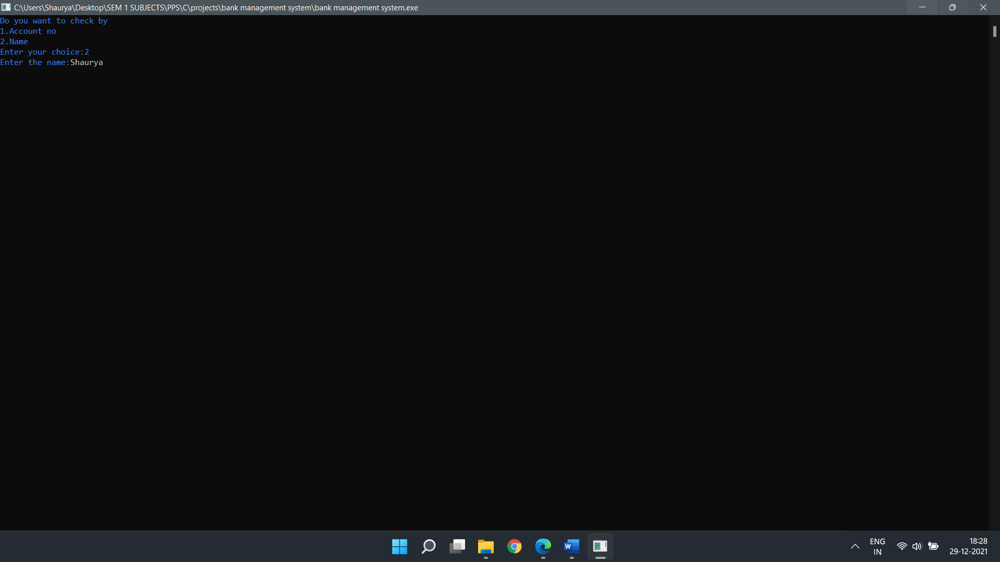 C:\Users\Shaurya\Desktop\SEM 1 SUBJECTS\PPS\C\projects\bank management system\bank management system.exe
Do you want to check by
1.Account no
2.Name
Enter your choice:2
Enter the name:Shaurya
W
ENG
IN
18:28
29-12-2021